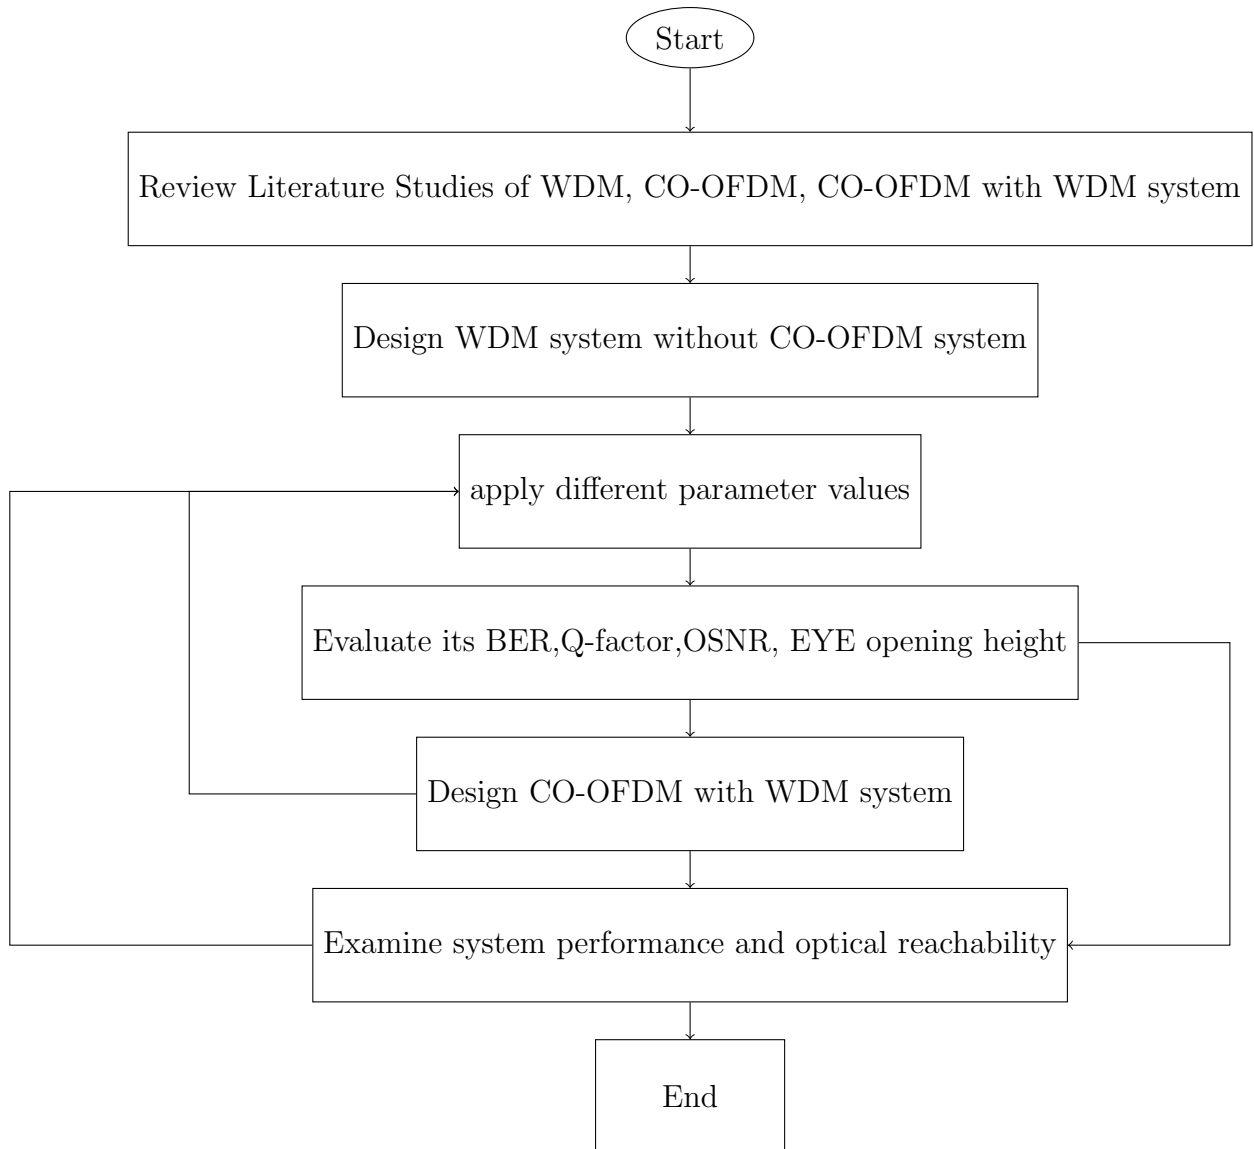 Start
Review Literature Studies of WDM, CO-OFDM, CO-OFDM with WDM system
Design WDM system without CO-OFDM system
apply different parameter values
Evaluate its BER,Q-factor,OSNR, EYE opening height
Design CO-OFDM with WDM system
Examine system performance and optical reachability
End